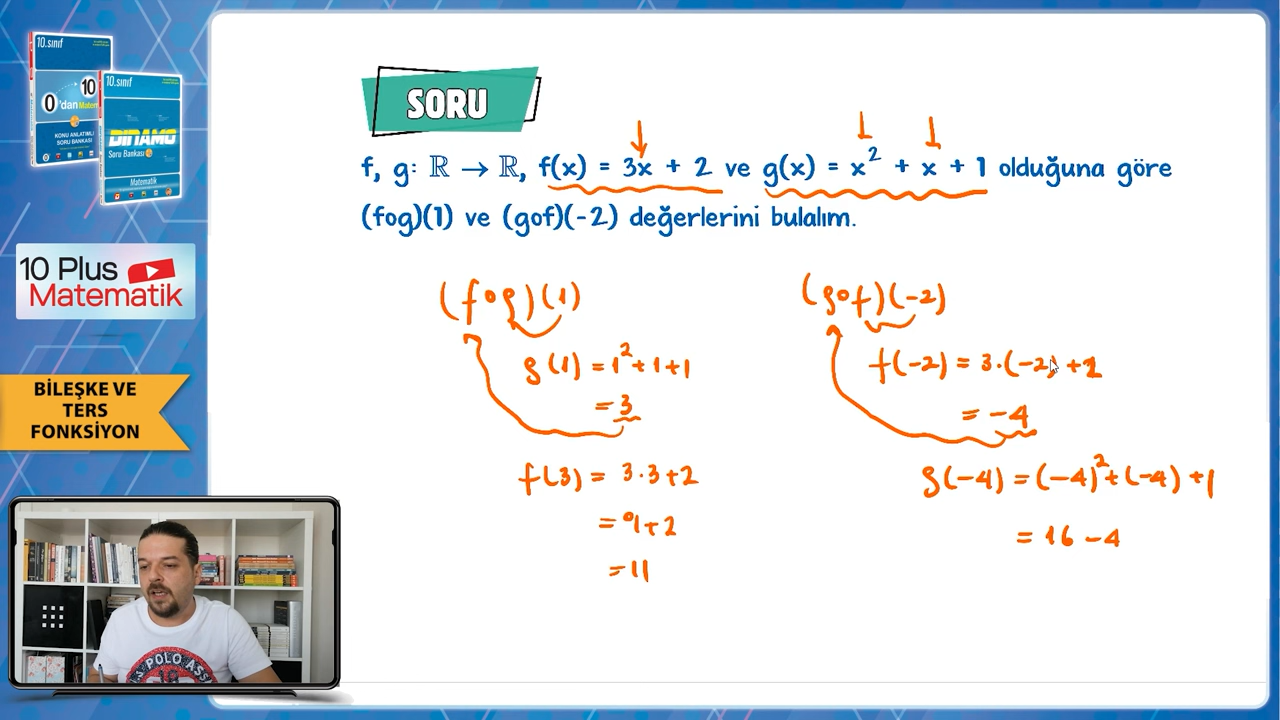 10.sınıf
0'dan 10
Matem
KONU ANLATIMLI
SORU BANKASI
10.sınıf
DİNAMO
Soru Bankası
Matematik
10 Plus
Matematik
BİLEŞKE VE
TERS
FONKSİYON
SORU
f, g: ℝ → ℝ, f(x) = 3x + 2 ve g(x) = x² + x + 1 olduğuna göre
(fog)(1) ve (gof)(-2) değerlerini bulalım.
(fog)(1)
g(1) = 1² + 1 + 1
= 3
f(3) = 3·3+2
= 9+2
= 11
(gof)(-2)
f(-2) = 3·(-2)+2
= -4
g(-4) = (-4)²+(-4)+1
= 16 - 4
POLO ASS